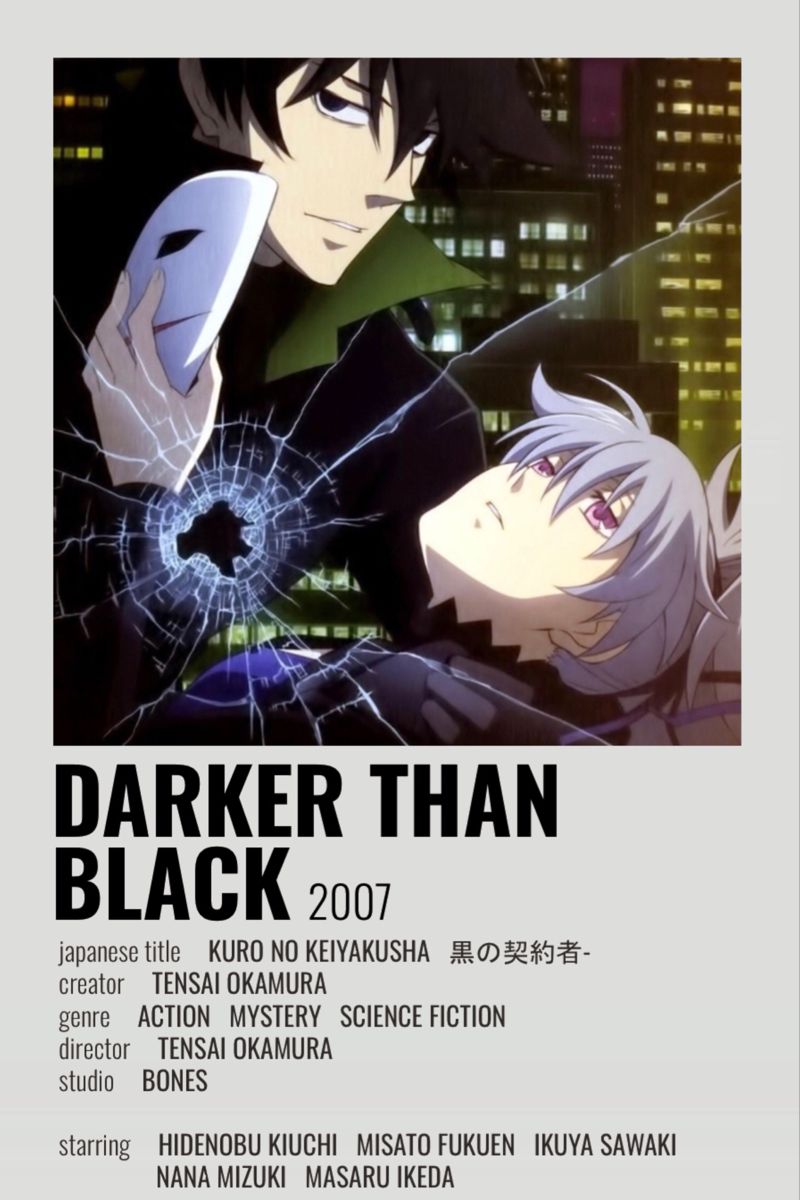 DARKER THAN
BLACK 2007
japanese title KURO NO KEIYAKUSHA 黒の契約者-
creator TENSAI OKAMURA
genre ACTION MYSTERY SCIENCE FICTION
director TENSAI OKAMURA
studio BONES
starring HIDENOBU KIUCHI MISATO FUKUEN IKUYA SAWAKI
NANA MIZUKI MASARU IKEDA